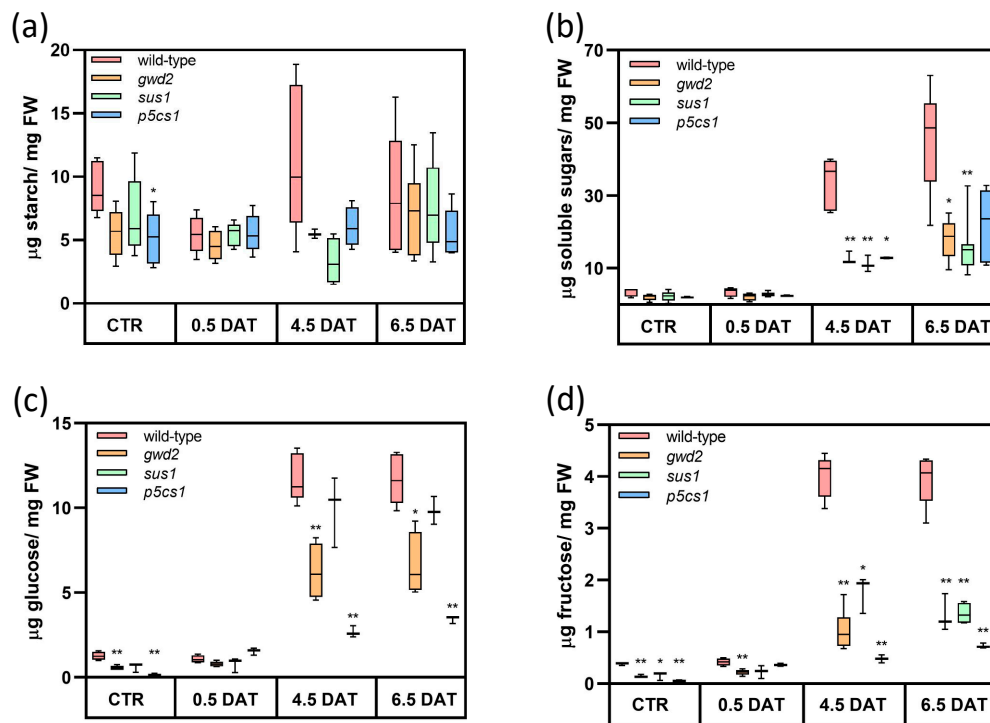 (a)
μg starch/ mg FW
20
15
10
5
0
wild-type
gwd2
sus1
p5cs1
*
CTR
0.5 DAT
4.5 DAT
6.5 DAT
(b)
μg soluble sugars/ mg FW
70
50
30
10
wild-type
gwd2
sus1
p5cs1
** ** *
* **
CTR
0.5 DAT
4.5 DAT
6.5 DAT
(c)
μg glucose/ mg FW
15
10
5
0
wild-type
gwd2
sus1
p5cs1
** **
** **
* **
CTR
0.5 DAT
4.5 DAT
6.5 DAT
(d)
μg fructose/ mg FW
5
4
3
2
1
0
wild-type
gwd2
sus1
p5cs1
** * **
**
** * **
** ** **
CTR
0.5 DAT
4.5 DAT
6.5 DAT